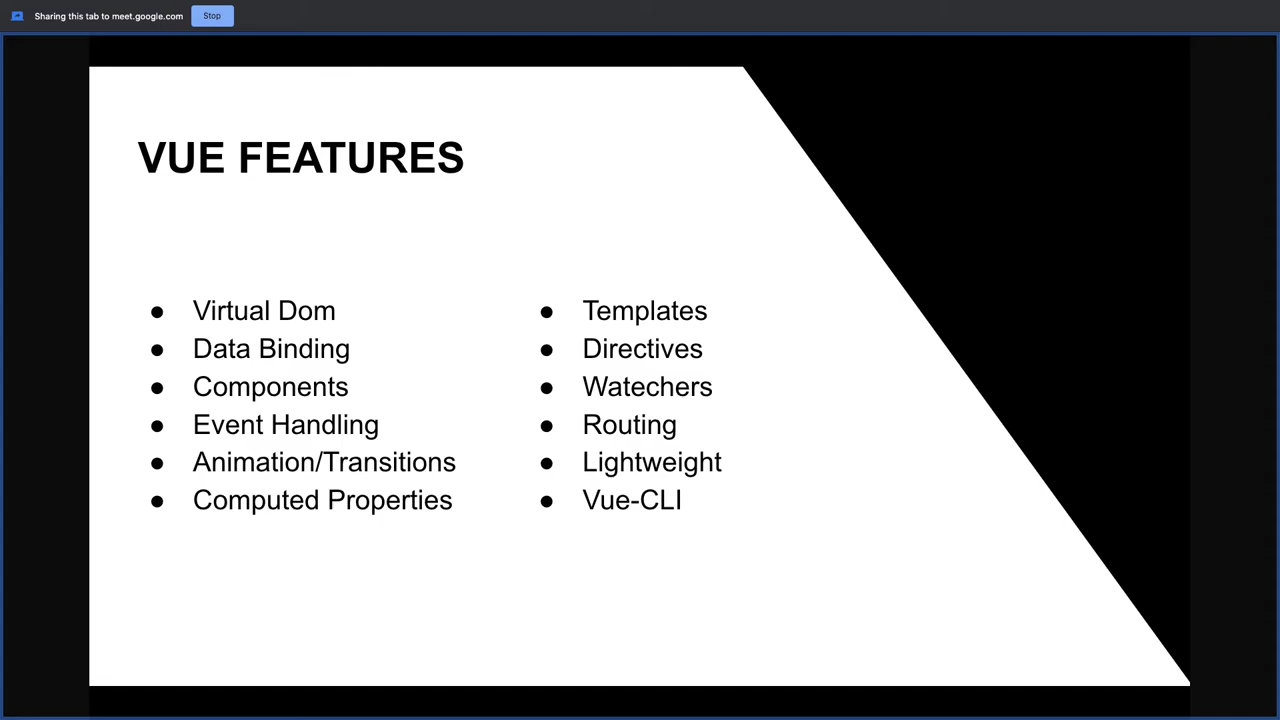 Sharing this tab to meet.google.com Stop
VUE FEATURES
Virtual Dom
Data Binding
Components
Event Handling
Animation/Transitions
Computed Properties
Templates
Directives
Watechers
Routing
Lightweight
Vue-CLI